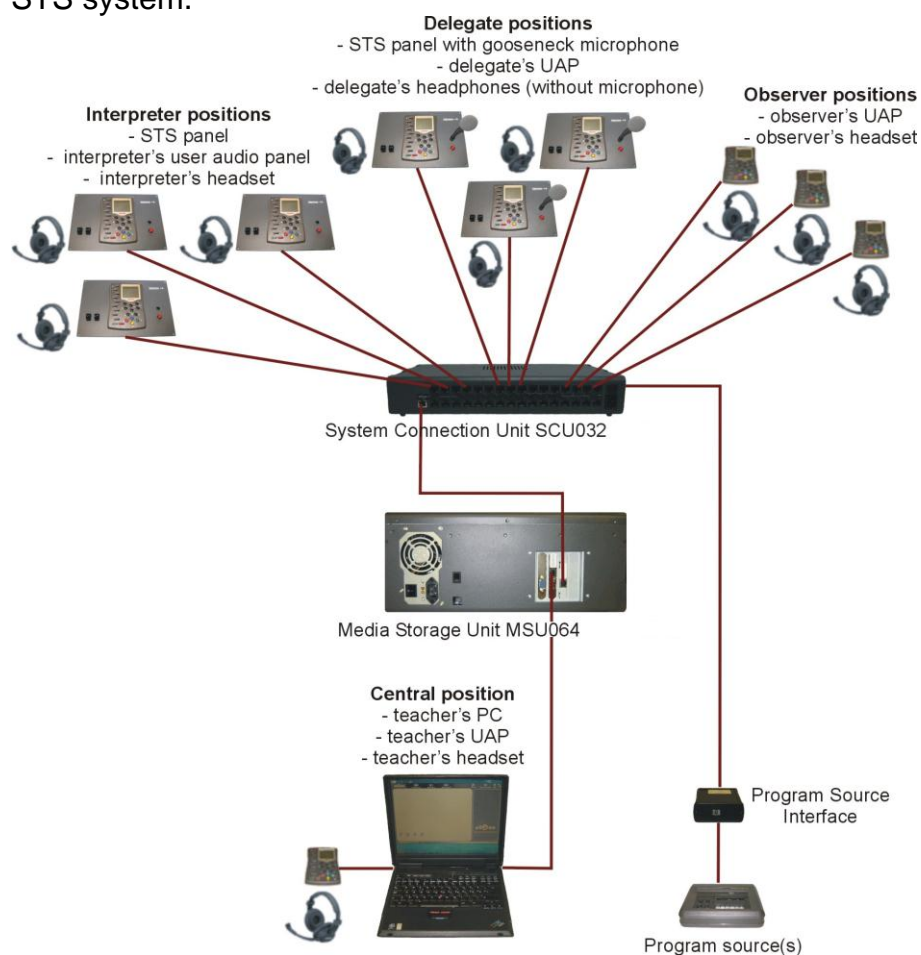 STS system.
Delegate positions
- STS panel with gooseneck microphone
- delegate's UAP
- delegate's headphones (without microphone)
Interpreter positions
- STS panel
- interpreter's user audio panel
- interpreter's headset
Observer positions
- observer's UAP
- observer's headset
System Connection Unit SCU032
Media Storage Unit MSU064
Central position
- teacher's PC
- teacher's UAP
- teacher's headset
Program Source
Interface
Program source(s)